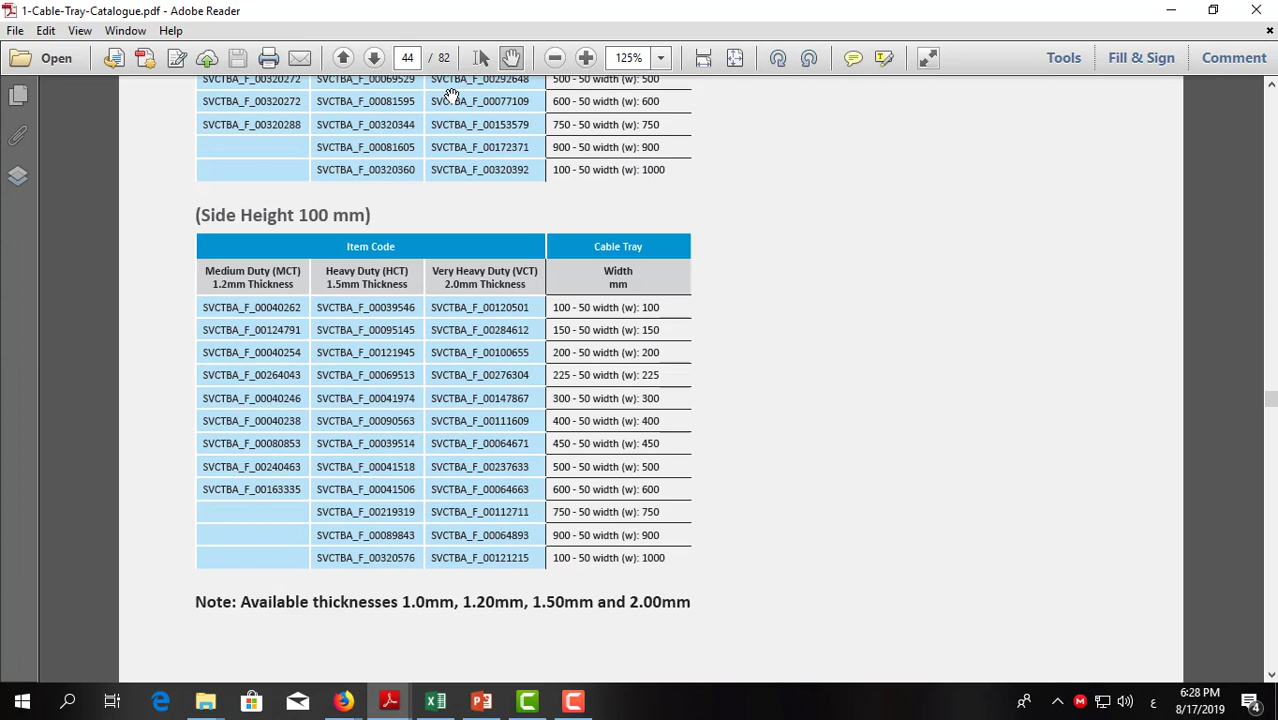 1-Cable-Tray-Catalogue.pdf - Adobe Reader
File Edit View Window Help
Open 44 / 82 125% Tools Fill & Sign Comment
SVCTBA_F_00320272 SVCTBA_F_00069529 SVCTBA_F_00292648 500 - 50 width (w): 500
SVCTBA_F_00320272 SVCTBA_F_00081595 SVCTBA_F_00077109 600 - 50 width (w): 600
SVCTBA_F_00320288 SVCTBA_F_00320344 SVCTBA_F_00153579 750 - 50 width (w): 750
SVCTBA_F_00081605 SVCTBA_F_00172371 900 - 50 width (w): 900
SVCTBA_F_00320360 SVCTBA_F_00320392 100 - 50 width (w): 1000
(Side Height 100 mm)
Item Code Cable Tray
Medium Duty (MCT) Heavy Duty (HCT) Very Heavy Duty (VCT) Width
1.2mm Thickness 1.5mm Thickness 2.0mm Thickness mm
SVCTBA_F_00040262 SVCTBA_F_00039546 SVCTBA_F_00120501 100 - 50 width (w): 100
SVCTBA_F_00124791 SVCTBA_F_00095145 SVCTBA_F_00284612 150 - 50 width (w): 150
SVCTBA_F_00040254 SVCTBA_F_00121945 SVCTBA_F_00100655 200 - 50 width (w): 200
SVCTBA_F_00264043 SVCTBA_F_00069513 SVCTBA_F_00276304 225 - 50 width (w): 225
SVCTBA_F_00040246 SVCTBA_F_00041974 SVCTBA_F_00147867 300 - 50 width (w): 300
SVCTBA_F_00040238 SVCTBA_F_00090563 SVCTBA_F_00111609 400 - 50 width (w): 400
SVCTBA_F_00080853 SVCTBA_F_00039514 SVCTBA_F_00064671 450 - 50 width (w): 450
SVCTBA_F_00240463 SVCTBA_F_00041518 SVCTBA_F_00237633 500 - 50 width (w): 500
SVCTBA_F_00163335 SVCTBA_F_00041506 SVCTBA_F_00064663 600 - 50 width (w): 600
SVCTBA_F_00219319 SVCTBA_F_00112711 750 - 50 width (w): 750
SVCTBA_F_00089843 SVCTBA_F_00064893 900 - 50 width (w): 900
SVCTBA_F_00320576 SVCTBA_F_00121215 100 - 50 width (w): 1000
Note: Available thicknesses 1.0mm, 1.20mm, 1.50mm and 2.00mm
ع 6:28 PM
8/17/2019 4